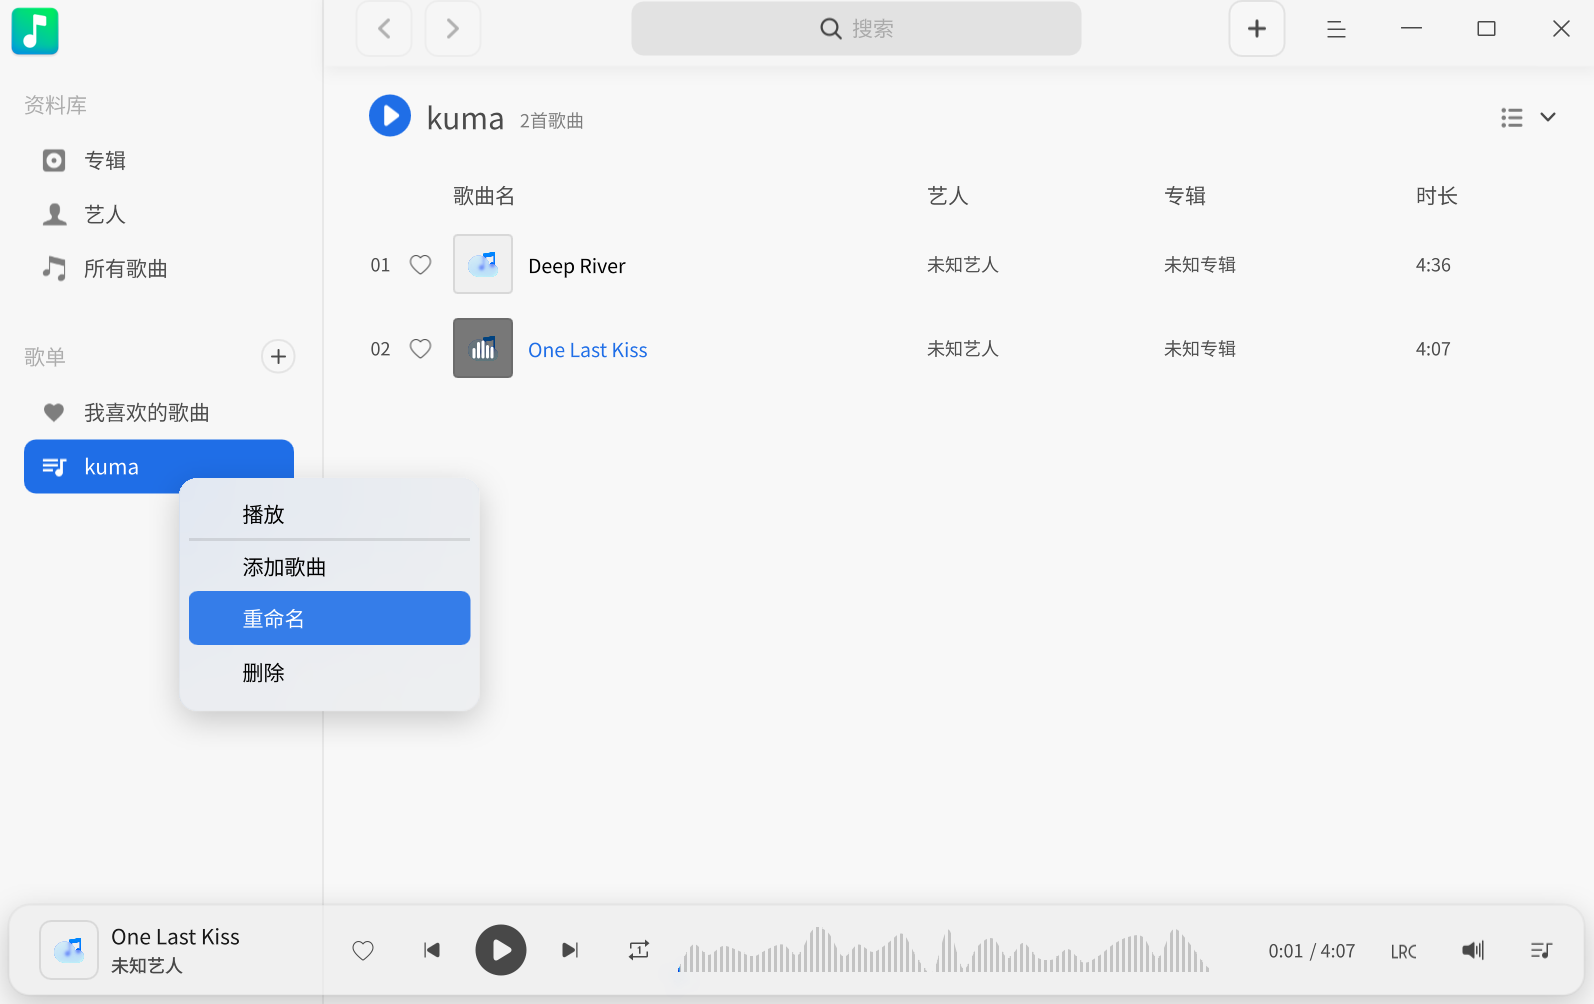 搜索
资料库
专辑
艺人
所有歌曲
歌单
我喜欢的歌曲
kuma
播放
添加歌曲
重命名
删除
kuma 2首歌曲
歌曲名 艺人 专辑 时长
01 Deep River 未知艺人 未知专辑 4:36
02 One Last Kiss 未知艺人 未知专辑 4:07
One Last Kiss
未知艺人
1
0:01 / 4:07 LRC